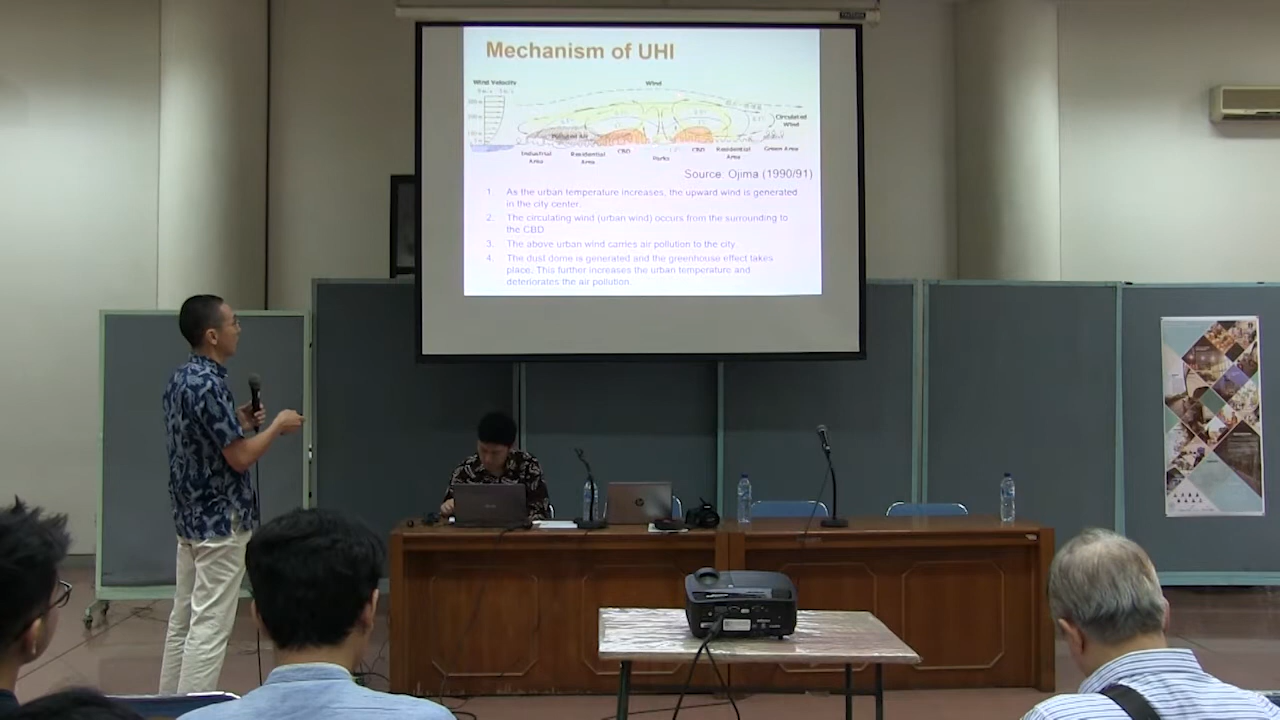 Mechanism of UHI
Wind Velocity
Wind
Circulated
Wind
Polluted Air
Industrial
Area
Residential
Area
CBD
Parks
CBD
Residential
Area
Green Area
Source: Ojima (1990/91)
1. As the urban temperature increases, the upward wind is generated
in the city center.
2. The circulating wind (urban wind) occurs from the surrounding to
the CBD
3. The above urban wind carries air pollution to the city.
4. The dust dome is generated and the greenhouse effect takes
place. This further increases the urban temperature and
deteriorates the air pollution.